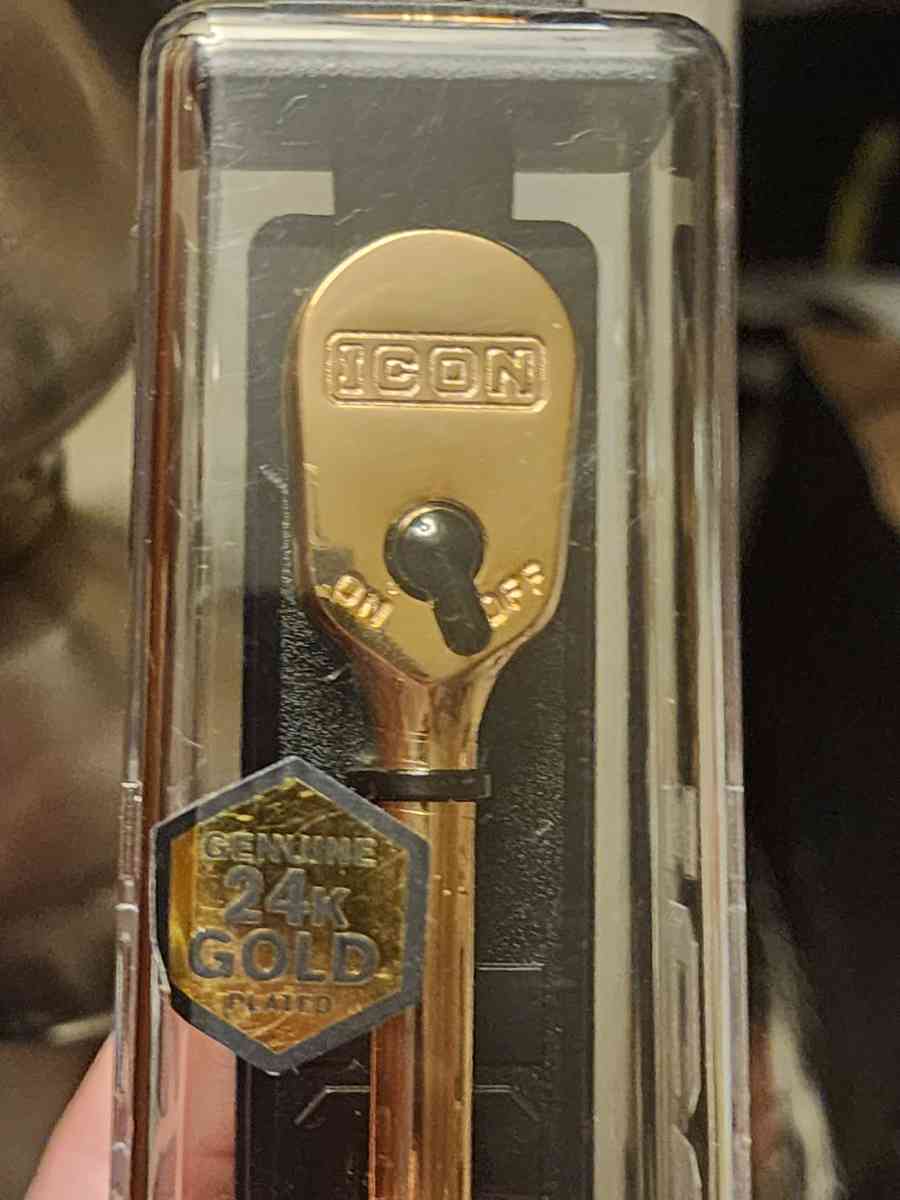 ICON
ON
OFF
GENUINE
24K
GOLD
PLATED